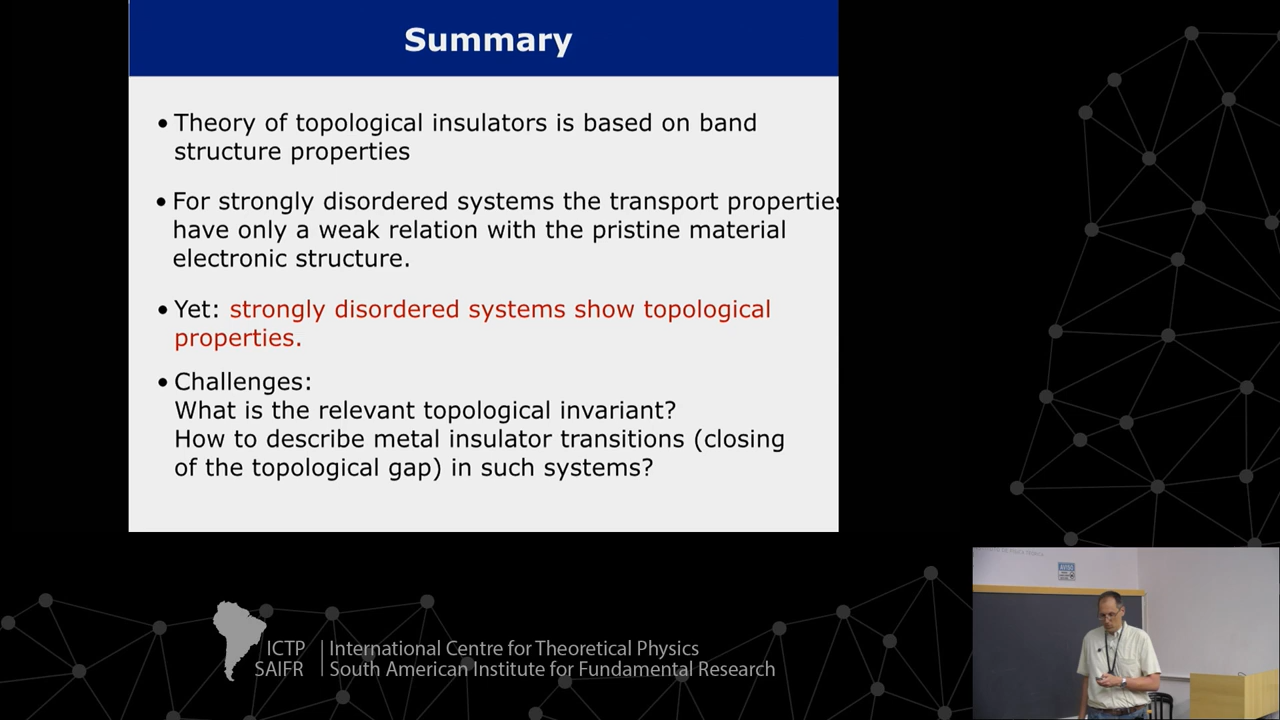 Summary
• Theory of topological insulators is based on band
structure properties
• For strongly disordered systems the transport properties
have only a weak relation with the pristine material
electronic structure.
• Yet: strongly disordered systems show topological
properties.
• Challenges:
What is the relevant topological invariant?
How to describe metal insulator transitions (closing
of the topological gap) in such systems?
ICTP
SAIFR
International Centre for Theoretical Physics
South American Institute for Fundamental Research
AVISO